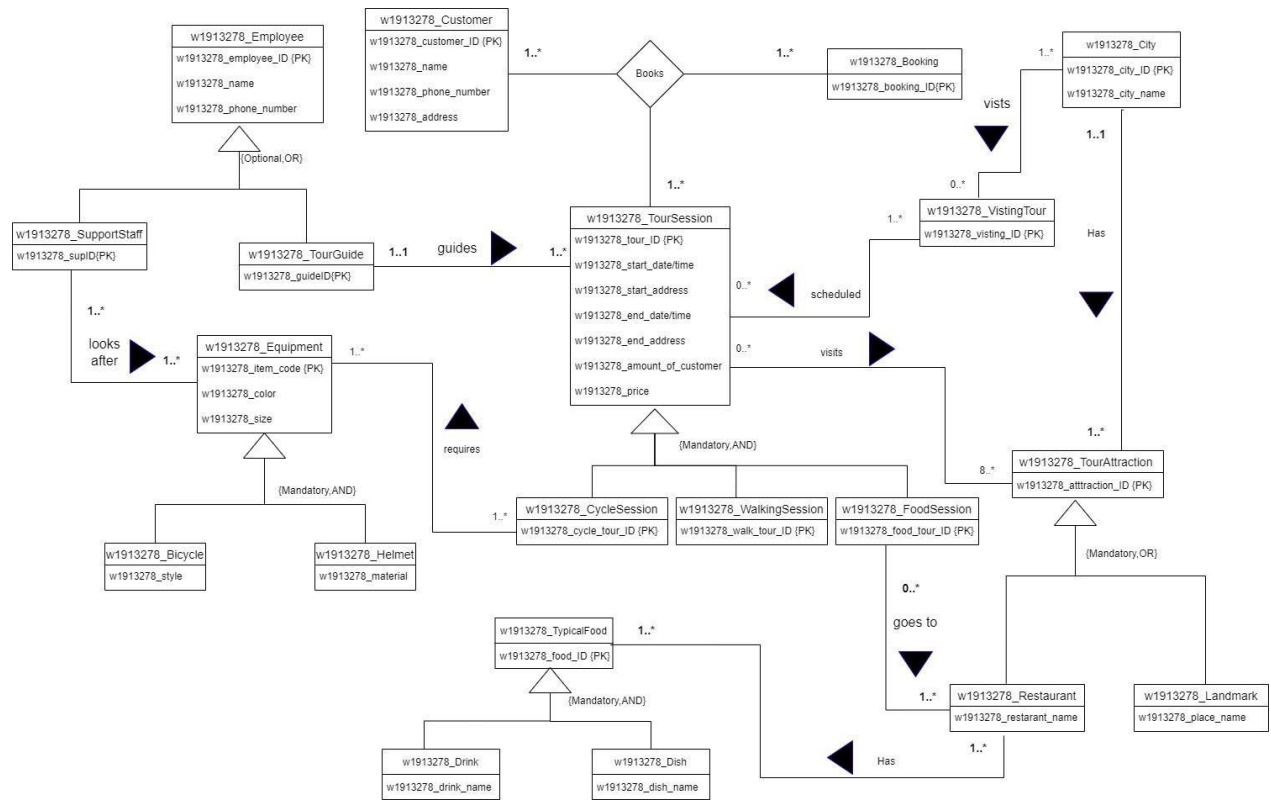 w1913278_Employee
w1913278_employee_ID {PK}
w1913278_name
w1913278_phone_number
{Optional,OR}
w1913278_Customer
w1913278_customer_ID {PK}
w1913278_name
w1913278_phone_number
w1913278_address
1..*
Books
1..*
1..*
w1913278_Booking
w1913278_booking_ID{PK}
w1913278_City
w1913278_city_ID {PK}
w1913278_city_name
1..*
vists
0..*
1..1
Has
1..*
w1913278_VistingTour
w1913278_visting_ID {PK}
1..*
scheduled
0..*
w1913278_SupportStaff
w1913278_supID{PK}
w1913278_TourGuide
w1913278_guideID{PK}
1..1
guides
1..*
w1913278_TourSession
w1913278_tour_ID {PK}
w1913278_start_date/time
w1913278_start_address
w1913278_end_date/time
w1913278_end_address
w1913278_amount_of_customer
w1913278_price
0..*
visits
8..*
1..*
looks
after
1..*
w1913278_Equipment
w1913278_item_code {PK}
w1913278_color
w1913278_size
1..*
requires
1..*
{Mandatory,AND}
w1913278_Bicycle
w1913278_style
w1913278_Helmet
w1913278_material
{Mandatory,AND}
w1913278_CycleSession
w1913278_cycle_tour_ID {PK}
w1913278_WalkingSession
w1913278_walk_tour_ID {PK}
w1913278_FoodSession
w1913278_food_tour_ID {PK}
w1913278_TourAttraction
w1913278_atttraction_ID {PK}
{Mandatory,OR}
0..*
goes to
1..*
w1913278_TypicalFood
w1913278_food_ID {PK}
1..*
{Mandatory,AND}
w1913278_Restaurant
w1913278_restarant_name
1..*
Has
w1913278_Landmark
w1913278_place_name
w1913278_Drink
w1913278_drink_name
w1913278_Dish
w1913278_dish_name